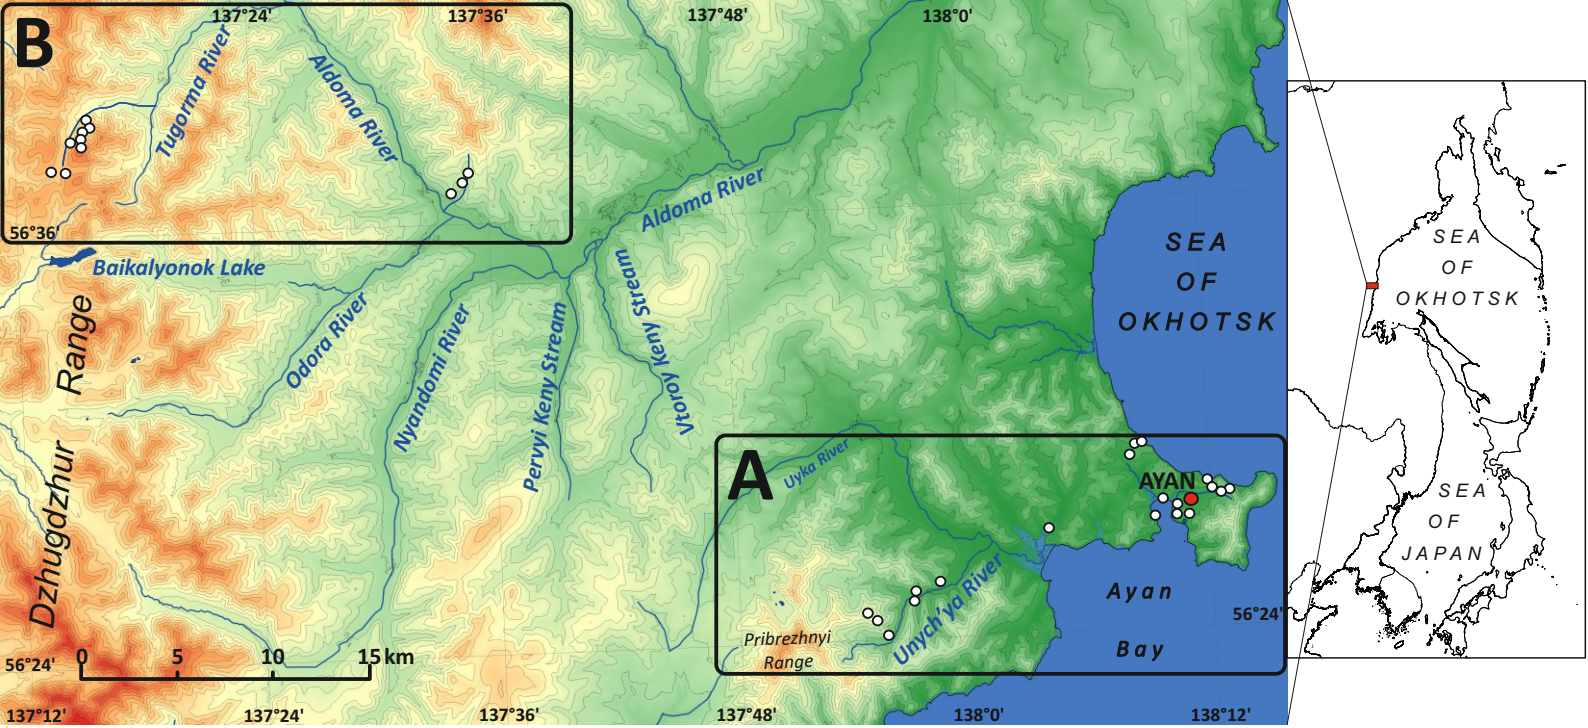 137°24'
137°36'
137°48'
138°0'
B
Tugorma River
Aldoma River
56°36'
Aldoma River
Baikalyonok Lake
Odora River
Nyandomi River
Pervyi Keny Stream
Vtoroy Keny Stream
Dzhugdzhur Range
SEA
OF
OKHOTSK
A
Uyka River
AYAN
Unych'ya River
Pribrezhnyi
Range
Ayan
Bay
56°24'
56°24'
0 5 10 15 km
137°12'
137°24'
137°36'
137°48'
138°0'
138°12'
SEA
OF
OKHOTSK
SEA
OF
JAPAN